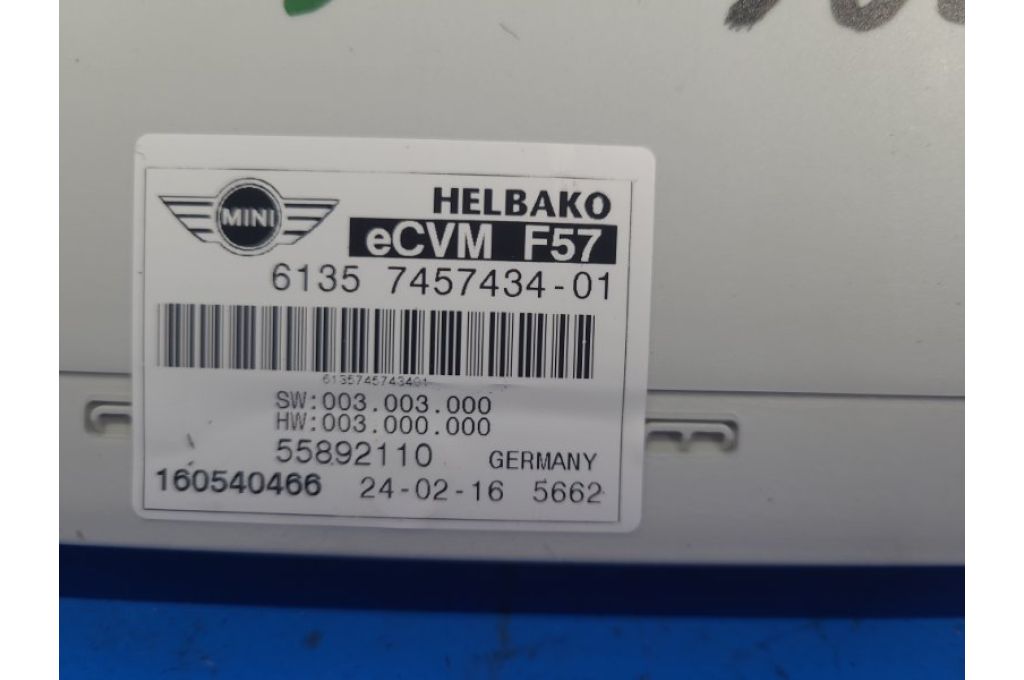 MINI
HELBAKO
eCVM F57
6135 7457434-01
6135745743401
SW:003.003.000
HW:003.000.000
55892110 GERMANY
160540466 24-02-16 5662